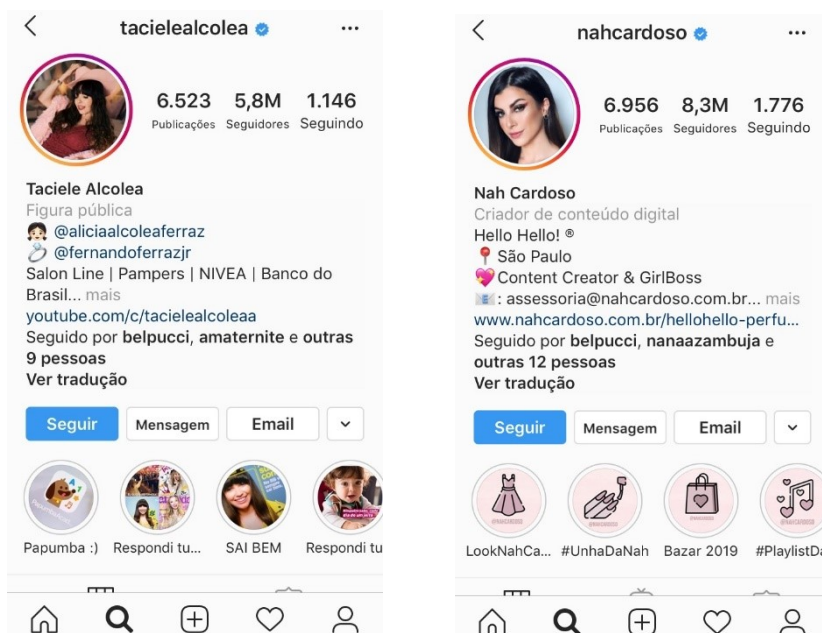 tacielealcolea
6.523 5,8M 1.146
Publicações Seguidores Seguindo
Taciele Alcolea
Figura pública
@aliciaalcoleaferraz
@fernandoferrazjr
Salon Line | Pampers | NIVEA | Banco do
Brasil... mais
youtube.com/c/tacielealcoleaa
Seguido por belpucci, amaternite e outras
9 pessoas
Ver tradução
Seguir Mensagem Email
Papumba :) Respondi tu... SAI BEM Respondi tu
nahcardoso
6.956 8,3M 1.776
Publicações Seguidores Seguindo
Nah Cardoso
Criador de conteúdo digital
Hello Hello! ®
São Paulo
Content Creator & GirlBoss
: assessoria@nahcardoso.com.br... mais
www.nahcardoso.com.br/hellohello-perfu...
Seguido por belpucci, nanaazambuja e
outras 12 pessoas
Ver tradução
Seguir Mensagem Email
LookNahCa... #UnhaDaNah Bazar 2019 #PlaylistDa